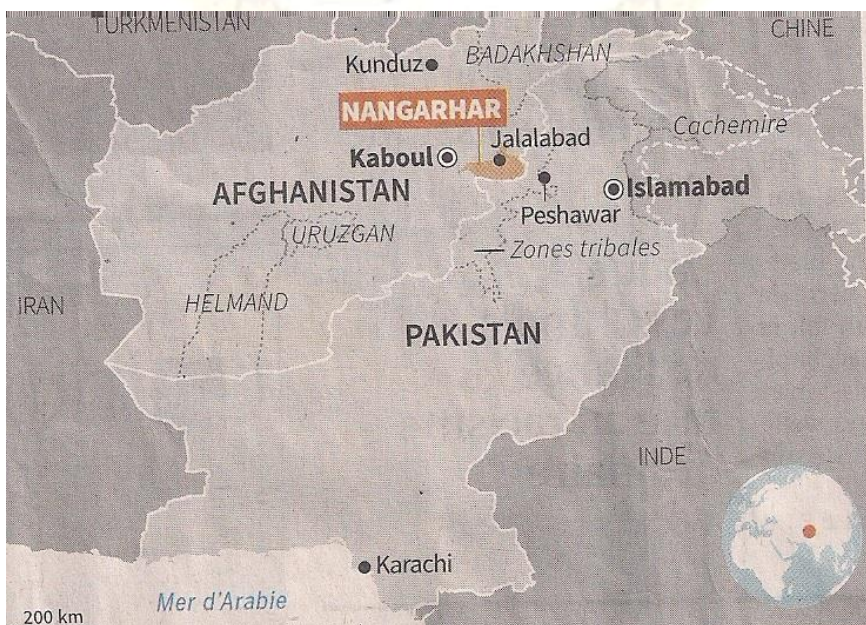 TURKMENISTAN
CHINE
BADAKHSHAN
Kunduz
NANGARHAR
Cachemire
Jalalabad
Kaboul
AFGHANISTAN
Islamabad
Peshawar
URUZGAN
Zones tribales
IRAN
HELMAND
PAKISTAN
INDE
Karachi
Mer d'Arabie
200 km